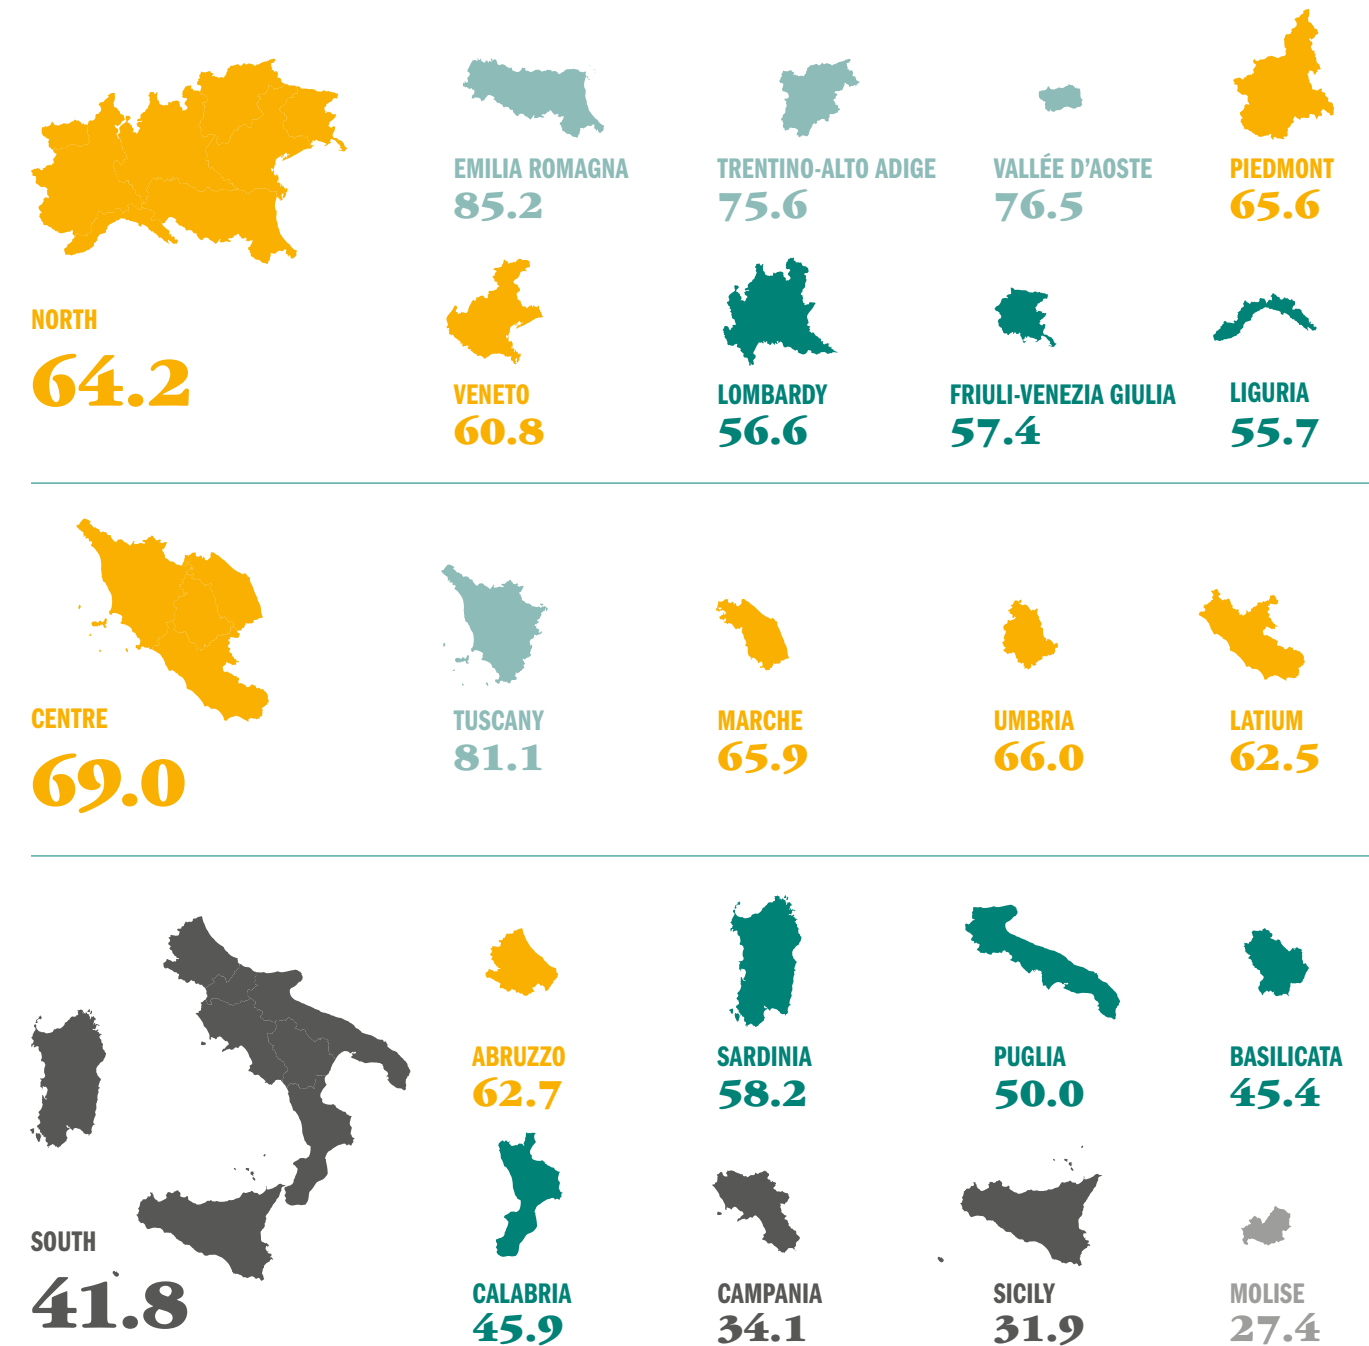 NORTH
64.2
EMILIA ROMAGNA
85.2
TRENTINO-ALTO ADIGE
75.6
VALLÉE D'AOSTE
76.5
PIEDMONT
65.6
VENETO
60.8
LOMBARDY
56.6
FRIULI-VENEZIA GIULIA
57.4
LIGURIA
55.7
CENTRE
69.0
TUSCANY
81.1
MARCHE
65.9
UMBRIA
66.0
LATIUM
62.5
SOUTH
41.8
ABRUZZO
62.7
SARDINIA
58.2
PUGLIA
50.0
BASILICATA
45.4
CALABRIA
45.9
CAMPANIA
34.1
SICILY
31.9
MOLISE
27.4